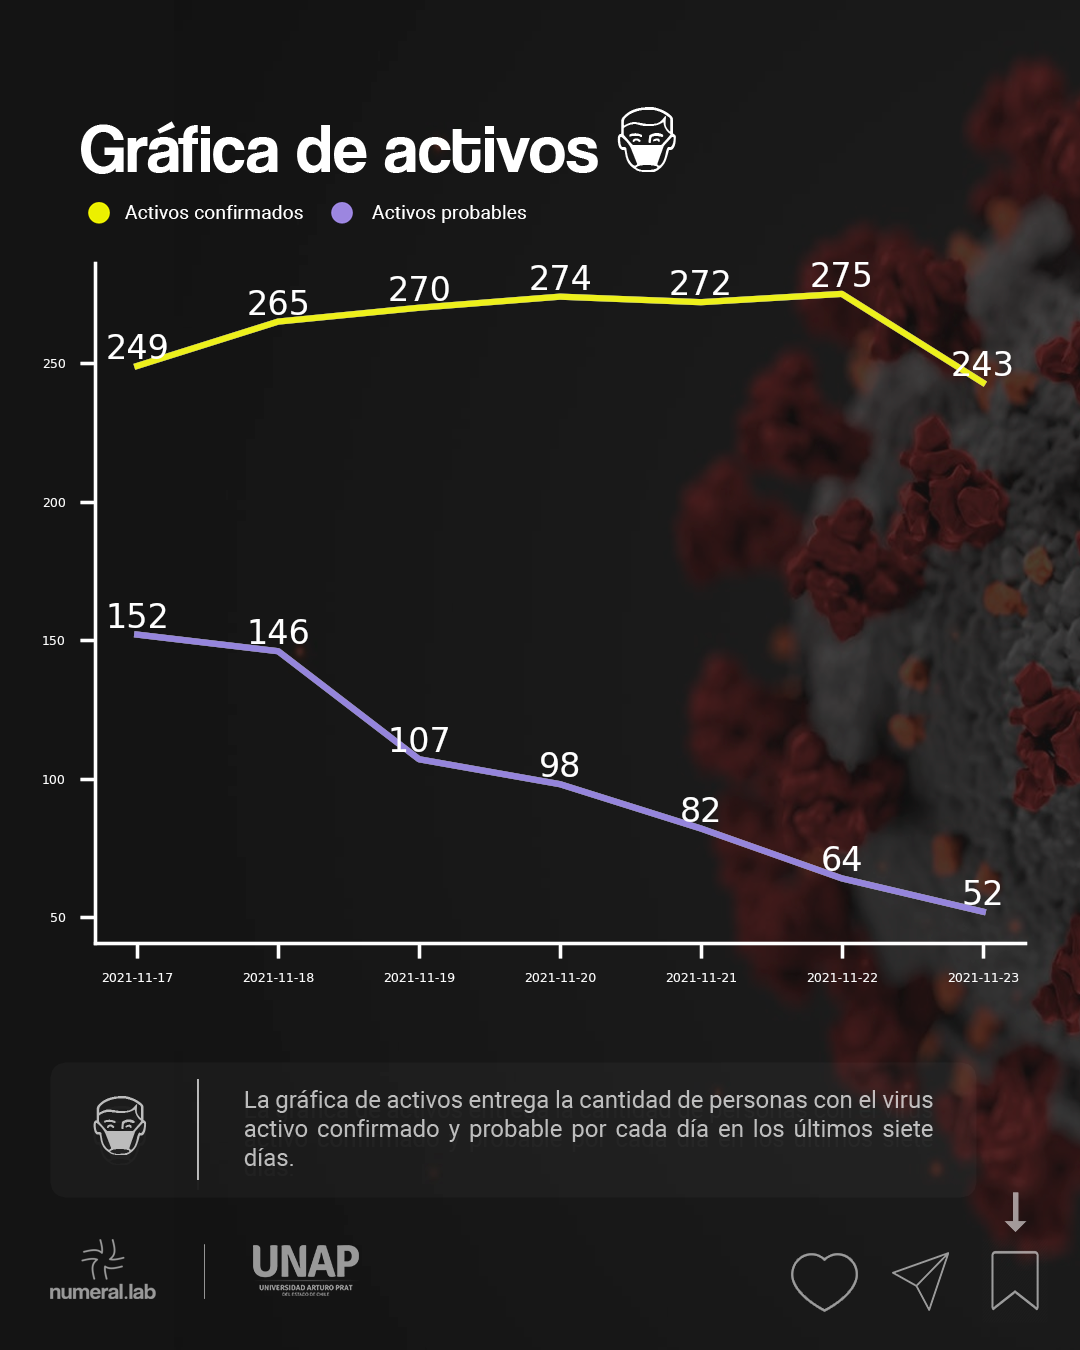 Gráfica de activos
Activos confirmados
Activos probables
249
265
270
274
272
275
243
152
146
107
98
82
64
52
250
200
150
100
50
2021-11-17
2021-11-18
2021-11-19
2021-11-20
2021-11-21
2021-11-22
2021-11-23
La gráfica de activos entrega la cantidad de personas con el virus
activo confirmado y probable por cada día en los últimos siete
días.
numeral.lab
UNAP
UNIVERSIDAD ARTURO PRAT
DEL ESTADO DE CHILE